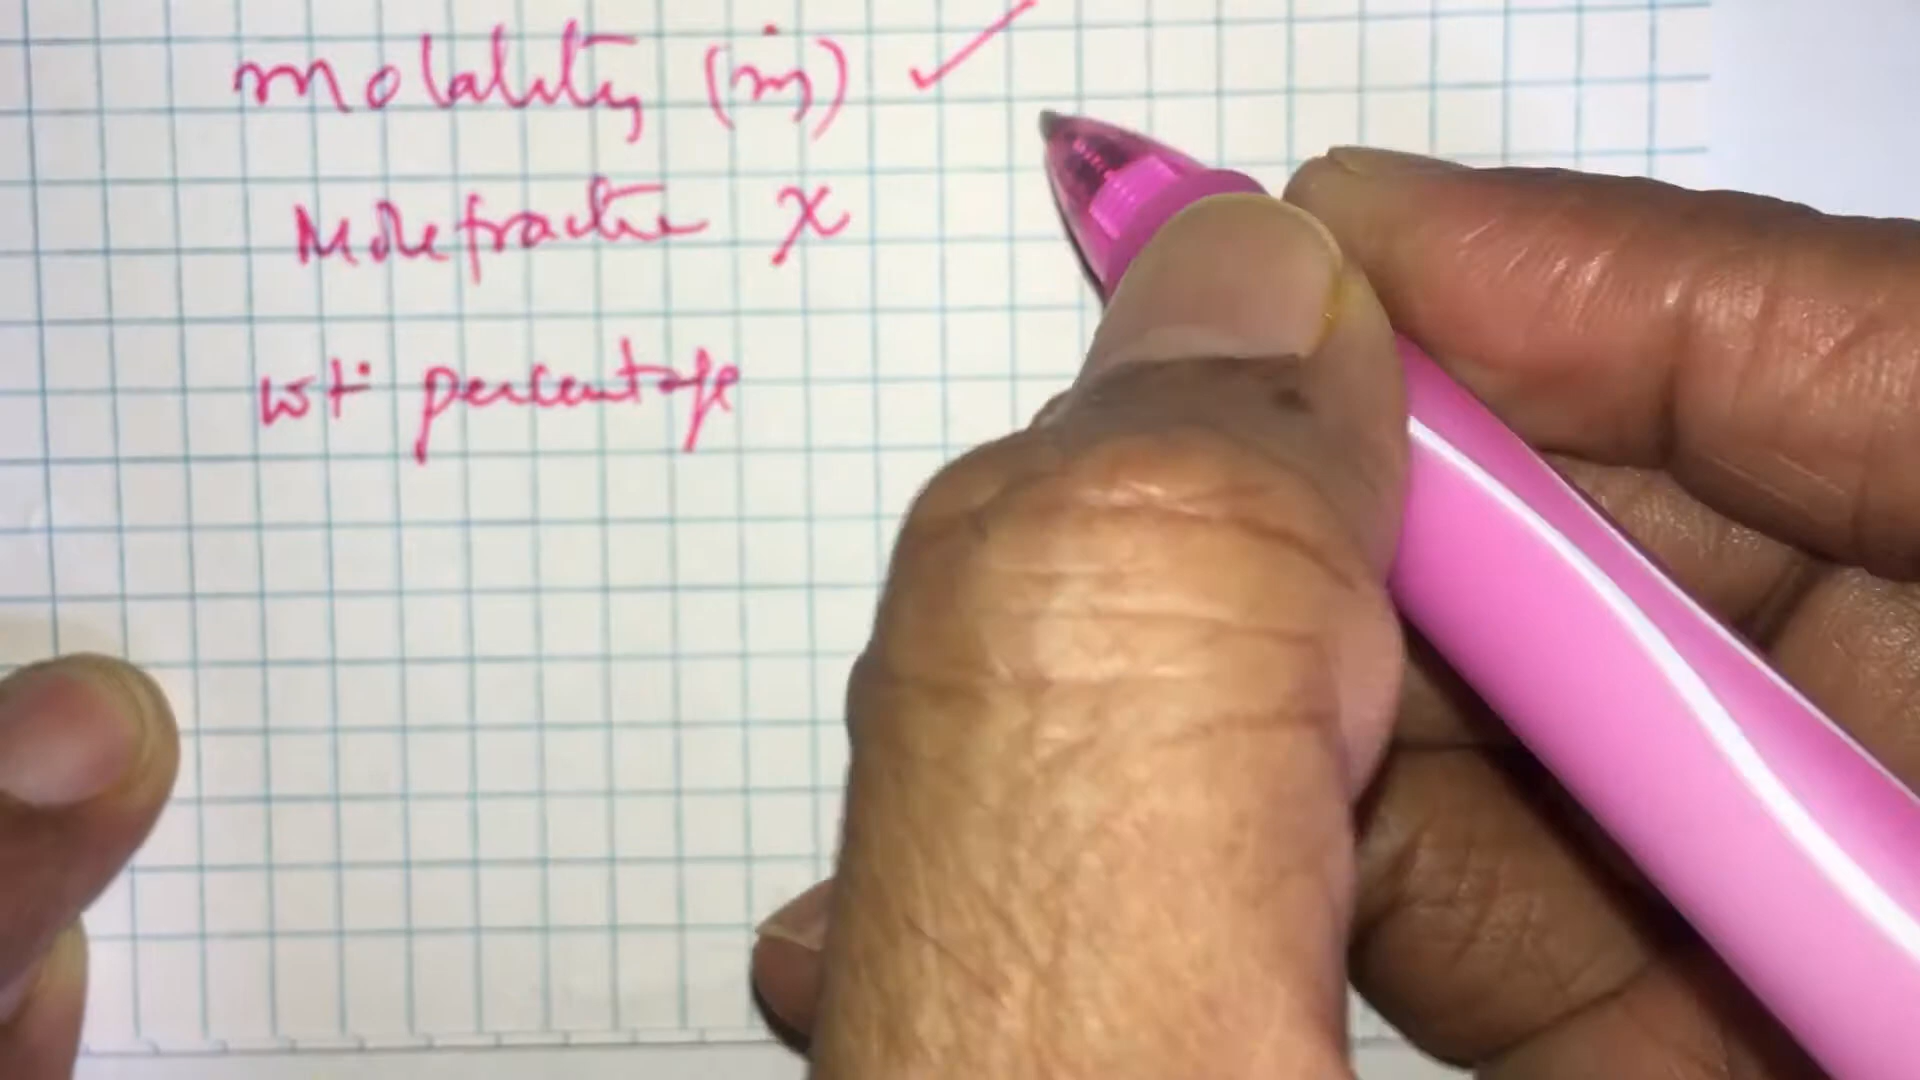 molality (m) ✓
Mole fraction x
wt. percentage